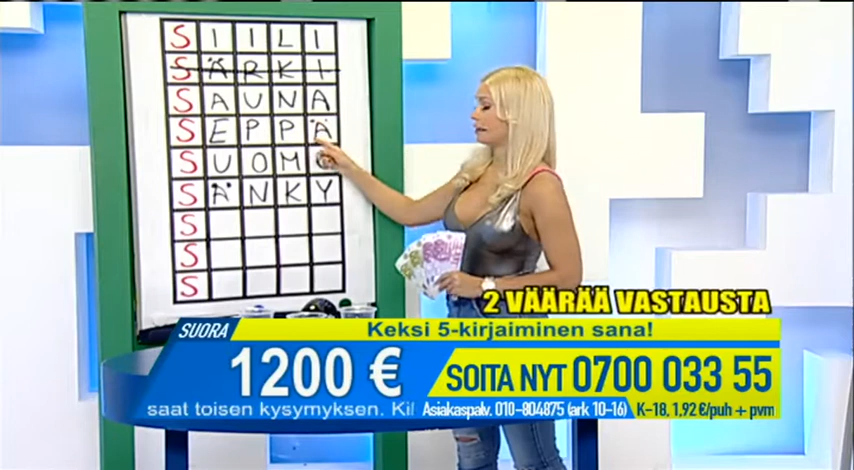 SIILI
SÄRKI
SAUNA
SEPPÄ
SUOM
SÄNKY
S
S
S
2 VÄÄRÄÄ VASTAUSTA
SUORA
Keksi 5-kirjaiminen sana!
1200 €
SOITA NYT 0700 033 55
saat toisen kysymyksen.
Asiakaspalv. 010-804875 (ark 10-16)
K-18, 1,92 €/puh + pvm